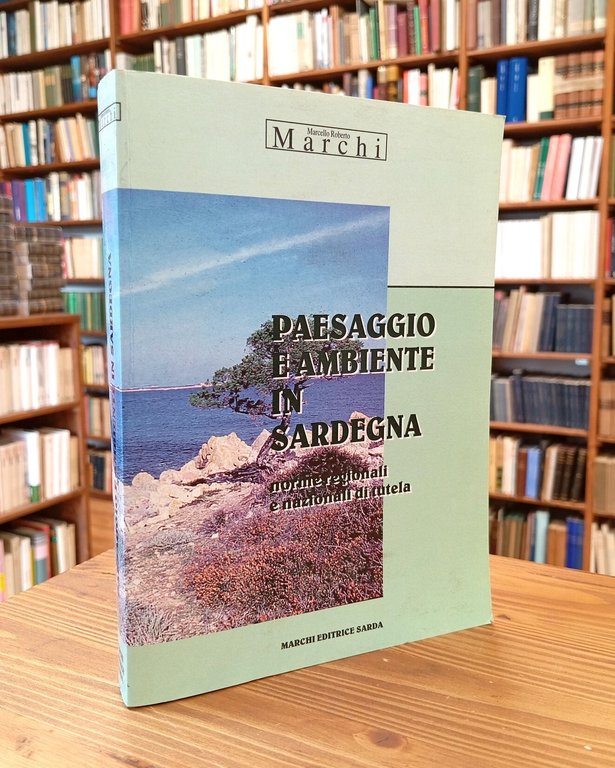 Marcello Roberto
Marchi
PAESAGGIO
E AMBIENTE
IN
SARDEGNA
norme regionali
e nazionali di tutela
MARCHI EDITRICE SARDA